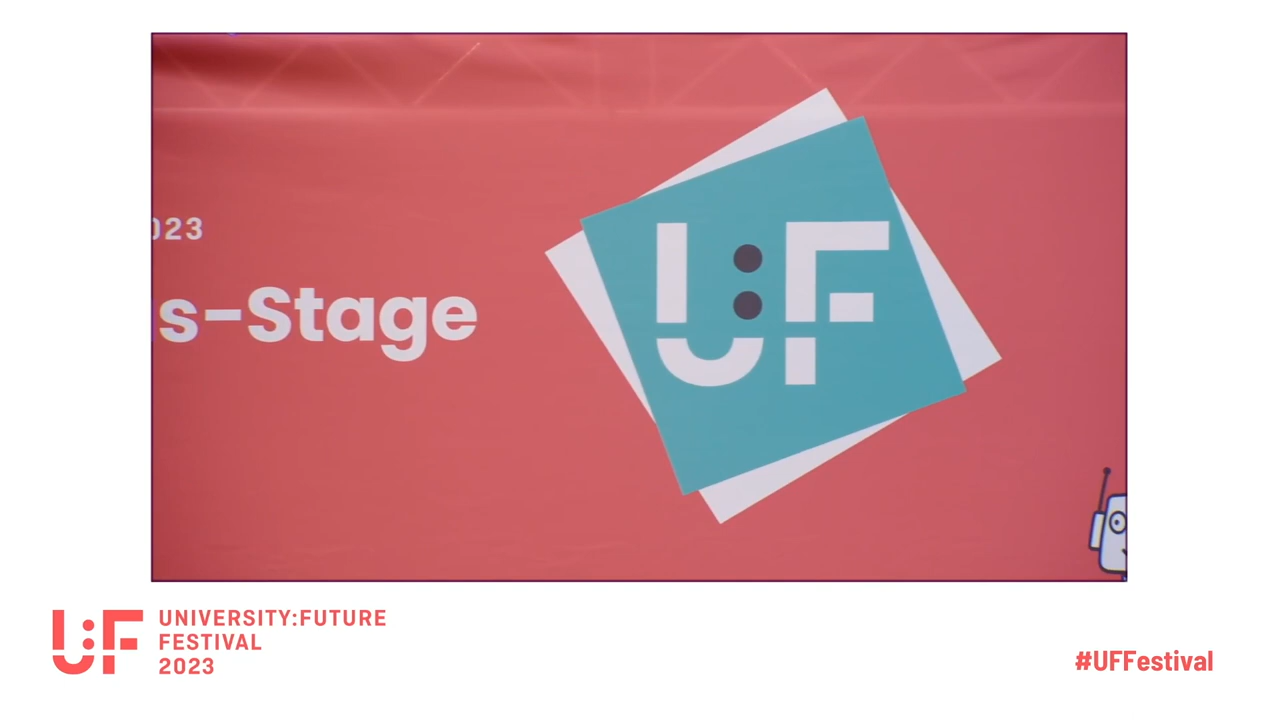 023
s-Stage
U:F
U:F
UNIVERSITY:FUTURE
FESTIVAL
2023
#UFFestival